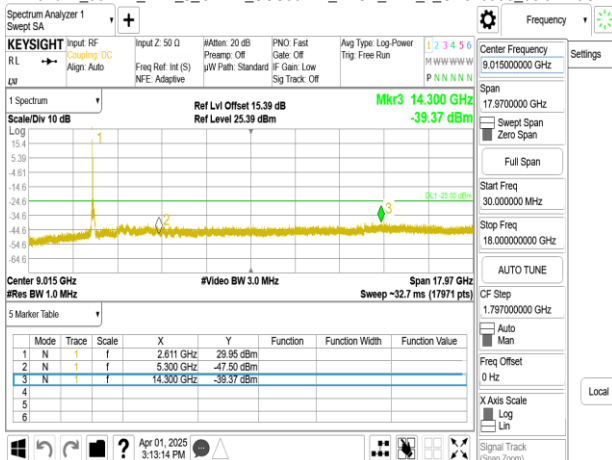 Spectrum Analyzer 1
Swept SA
+
Frequency
Settings
KEYSIGHT
RL
Input: RF
Coupling: DC
Align: Auto
Input Z: 50 Ω
Freq Ref: Int (S)
NFE: Adaptive
#Atten: 20 dB
Preamp: Off
µW Path: Standard
PNO: Fast
Gate: Off
IF Gain: Low
Sig Track: Off
Avg Type: Log-Power
Trig: Free Run
1 2 3 4 5 6
M W W W W W
P N N N N N
1 Spectrum
Scale/Div 10 dB
Ref Lvl Offset 15.39 dB
Ref Level 25.39 dBm
Mkr3 14.300 GHz
-39.37 dBm
Log
15.4
5.39
-4.61
-14.6
-24.6
-34.6
-44.6
-54.6
-64.6
1
2
3
DL1 -25.00 dBm
Center 9.015 GHz
#Res BW 1.0 MHz
#Video BW 3.0 MHz
Span 17.97 GHz
Sweep ~32.7 ms (17971 pts)
5 Marker Table
Mode Trace Scale X Y Function Function Width Function Value
1 N 1 f 2.611 GHz 29.95 dBm
2 N 1 f 5.300 GHz -47.50 dBm
3 N 1 f 14.300 GHz -39.37 dBm
4
5
6
?
Apr 01, 2025
3:13:14 PM
Center Frequency
9.015000000 GHz
Span
17.9700000 GHz
Swept Span
Zero Span
Full Span
Start Freq
30.000000 MHz
Stop Freq
18.000000000 GHz
AUTO TUNE
CF Step
1.797000000 GHz
Auto
Man
Freq Offset
0 Hz
X Axis Scale
Log
Lin
Signal Track
(Span Zoom)
Local